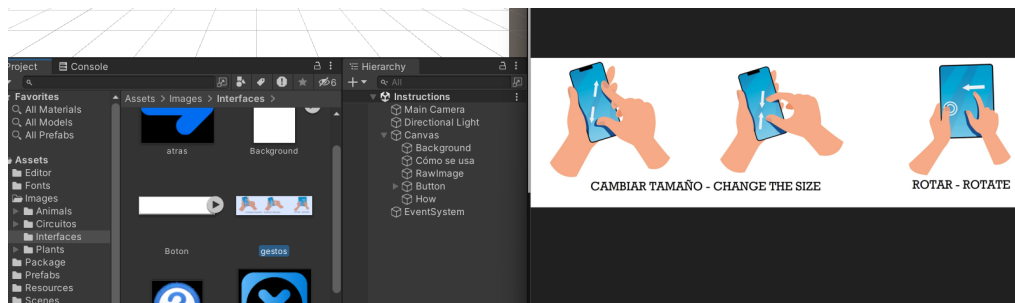 Project
Console
6
Favorites
All Materials
All Models
All Prefabs
Assets
Editor
Fonts
Images
Animals
Circuitos
Interfaces
Plants
Package
Prefabs
Resources
Scenes
Assets > Images > Interfaces >
atras
Background
Boton
gestos
Hierarchy
All
Instructions
Main Camera
Directional Light
Canvas
Background
Cómo se usa
RawImage
Button
How
EventSystem
CAMBIAR TAMAÑO - CHANGE THE SIZE
ROTAR - ROTATE